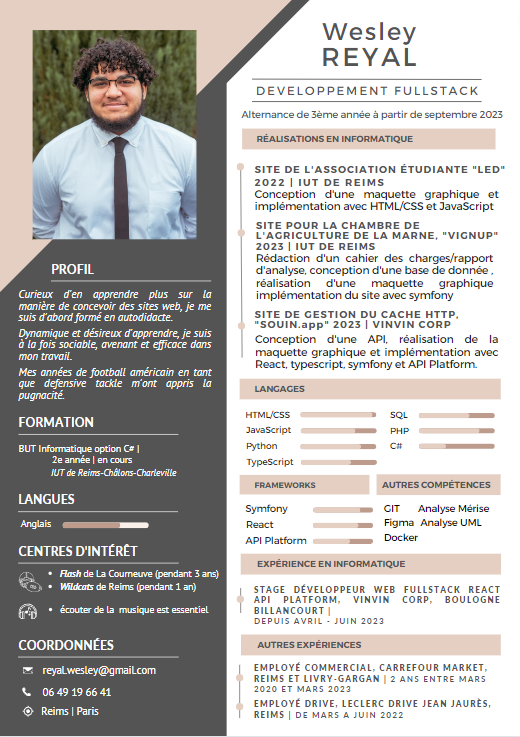 Wesley
REYAL
DEVELOPPEMENT FULLSTACK
Alternance de 3ème année à partir de septembre 2023
RÉALISATIONS EN INFORMATIQUE
SITE DE L'ASSOCIATION ÉTUDIANTE "LED"
2022 | IUT DE REIMS
Conception d'une maquette graphique et
implémentation avec HTML/CSS et JavaScript
SITE POUR LA CHAMBRE DE
L'AGRICULTURE DE LA MARNE, "VIGNUP"
2023 | IUT DE REIMS
Rédaction d'un cahier des charges/rapport
d'analyse, conception d'une base de donnée ,
réalisation d'une maquette graphique
implémentation du site avec symfony
SITE DE GESTION DU CACHE HTTP,
"SOUIN.app" 2023 | VINVIN CORP
Conception d'une API, réalisation de la
maquette graphique et implémentation avec
React, typescript, symfony et API Platform.
LANGAGES
HTML/CSS
JavaScript
Python
TypeScript
SQL
PHP
C#
FRAMEWORKS
Symfony
React
API Platform
AUTRES COMPÉTENCES
GIT Analyse Mérise
Figma Analyse UML
Docker
EXPÉRIENCE EN INFORMATIQUE
STAGE DÉVELOPPEUR WEB FULLSTACK REACT
API PLATFORM, VINVIN CORP, BOULOGNE
BILLANCOURT |
DEPUIS AVRIL - JUIN 2023
AUTRES EXPÉRIENCES
EMPLOYÉ COMMERCIAL, CARREFOUR MARKET,
REIMS ET LIVRY-GARGAN | 2 ANS ENTRE MARS
2020 ET MARS 2023
EMPLOYÉ DRIVE, LECLERC DRIVE JEAN JAURÈS,
REIMS | DE MARS A JUIN 2022
PROFIL
Curieux d'en apprendre plus sur la
manière de concevoir des sites web, je me
suis d'abord formé en autodidacte.
Dynamique et désireux d'apprendre, je suis
à la fois sociable, avenant et efficace dans
mon travail.
Mes années de football américain en tant
que defensive tackle m'ont appris la
pugnacité.
FORMATION
BUT Informatique option C# |
2e année | en cours
IUT de Reims-Châlons-Charleville
LANGUES
Anglais
CENTRES D'INTÉRÊT
• Flash de La Courneuve (pendant 3 ans)
• Wildcats de Reims (pendant 1 an)
• écouter de la musique est essentiel
COORDONNÉES
reyal.wesley@gmail.com
06 49 19 66 41
Reims | Paris